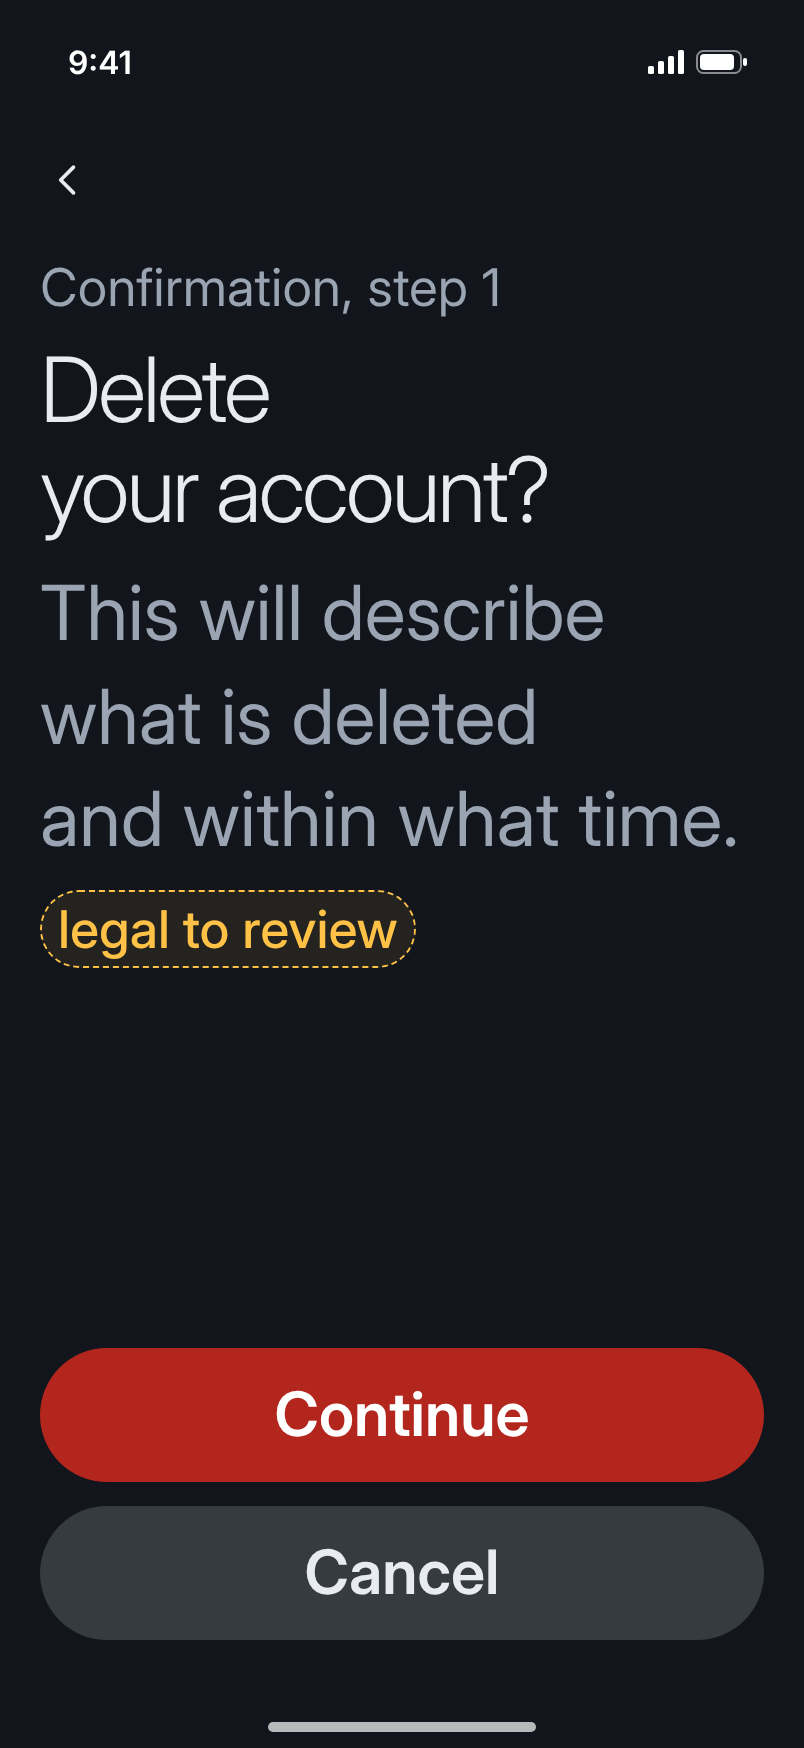 9:41
Confirmation, step 1
Delete
your account?
This will describe
what is deleted
and within what time.
legal to review
Continue
Cancel